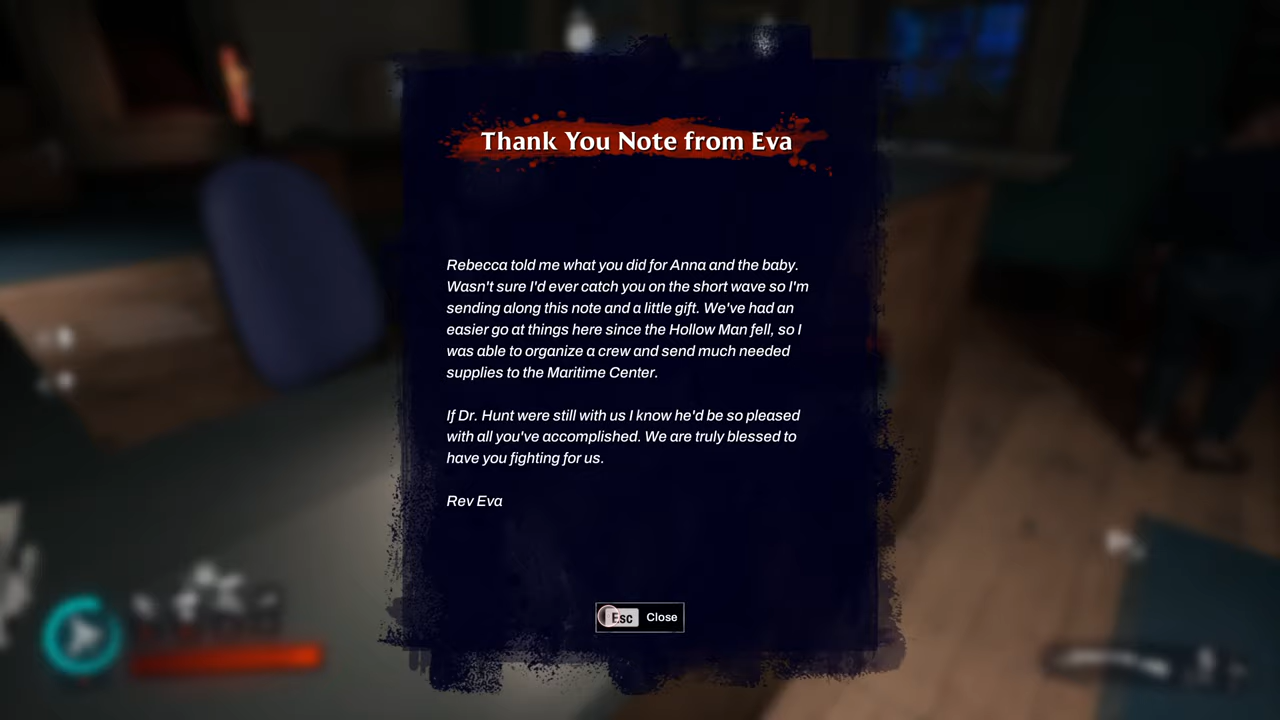 Thank You Note from Eva
Rebecca told me what you did for Anna and the baby.
Wasn't sure I'd ever catch you on the short wave so I'm
sending along this note and a little gift. We've had an
easier go at things here since the Hollow Man fell, so I
was able to organize a crew and send much needed
supplies to the Maritime Center.
If Dr. Hunt were still with us I know he'd be so pleased
with all you've accomplished. We are truly blessed to
have you fighting for us.
Rev Eva
Esc Close